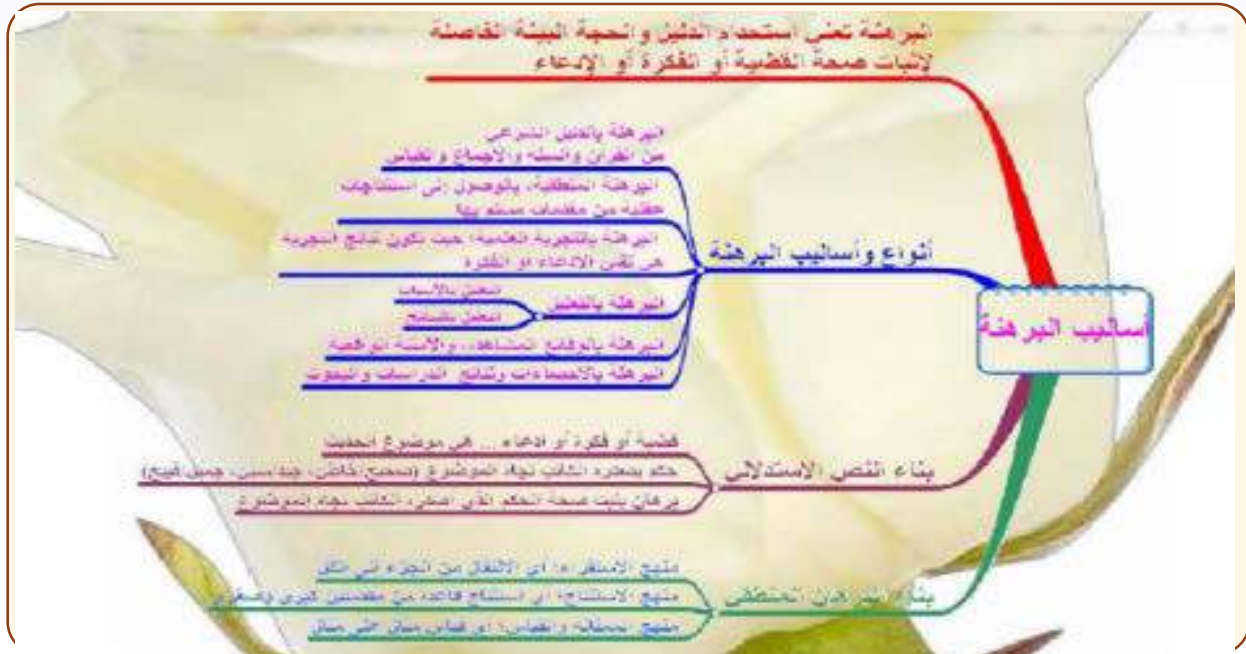 البرهنة تعني استخدام الدليل والحجة البينة الفاصلة
لإثبات صحة القضية أو الفكرة أو الإدعاء
أساليب البرهنة
أنواع وأساليب البرهنة
البرهنة بالدليل الشرعي
من القرآن والسنة والإجماع والقياس
البرهنة المنطقية، بالوصول إلى استنتاجات
عقلية من مقدمات مسلم بها
البرهنة بالتجربة العلمية؛ حيث تكون نتائج التجربة
هي نفس الادعاء أو الفكرة
البرهنة بالتعليل
التعليل بالأسباب
التعليل بالنتائج
البرهنة بالوقائع المشاهدة، والأمثلة الواقعية
البرهنة بالإحصاءات ونتائج الدراسات والبحوث
بناء النص الاستدلالي
قضية أو فكرة أو ادعاء ... هي موضوع الحديث
حكم يصدره الكاتب تجاه الموضوع (صحيح خاطئ، جيد سيئ، جميل قبيح)
برهان يثبت صحة الحكم الذي أصدره الكاتب تجاه الموضوع
بناء البرهان المنطقي
منهج الاستقراء: أي الانتقال من الجزء إلى الكل
منهج الاستنتاج: أي استنتاج قاعدة من مقدمتين كبرى وصغرى
منهج المماثلة والقياس: أي قياس مثال على مثال